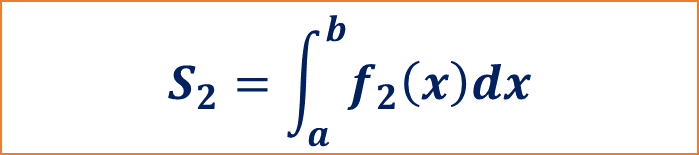 S₂ = ∫ₐᵇ f₂(x)dx